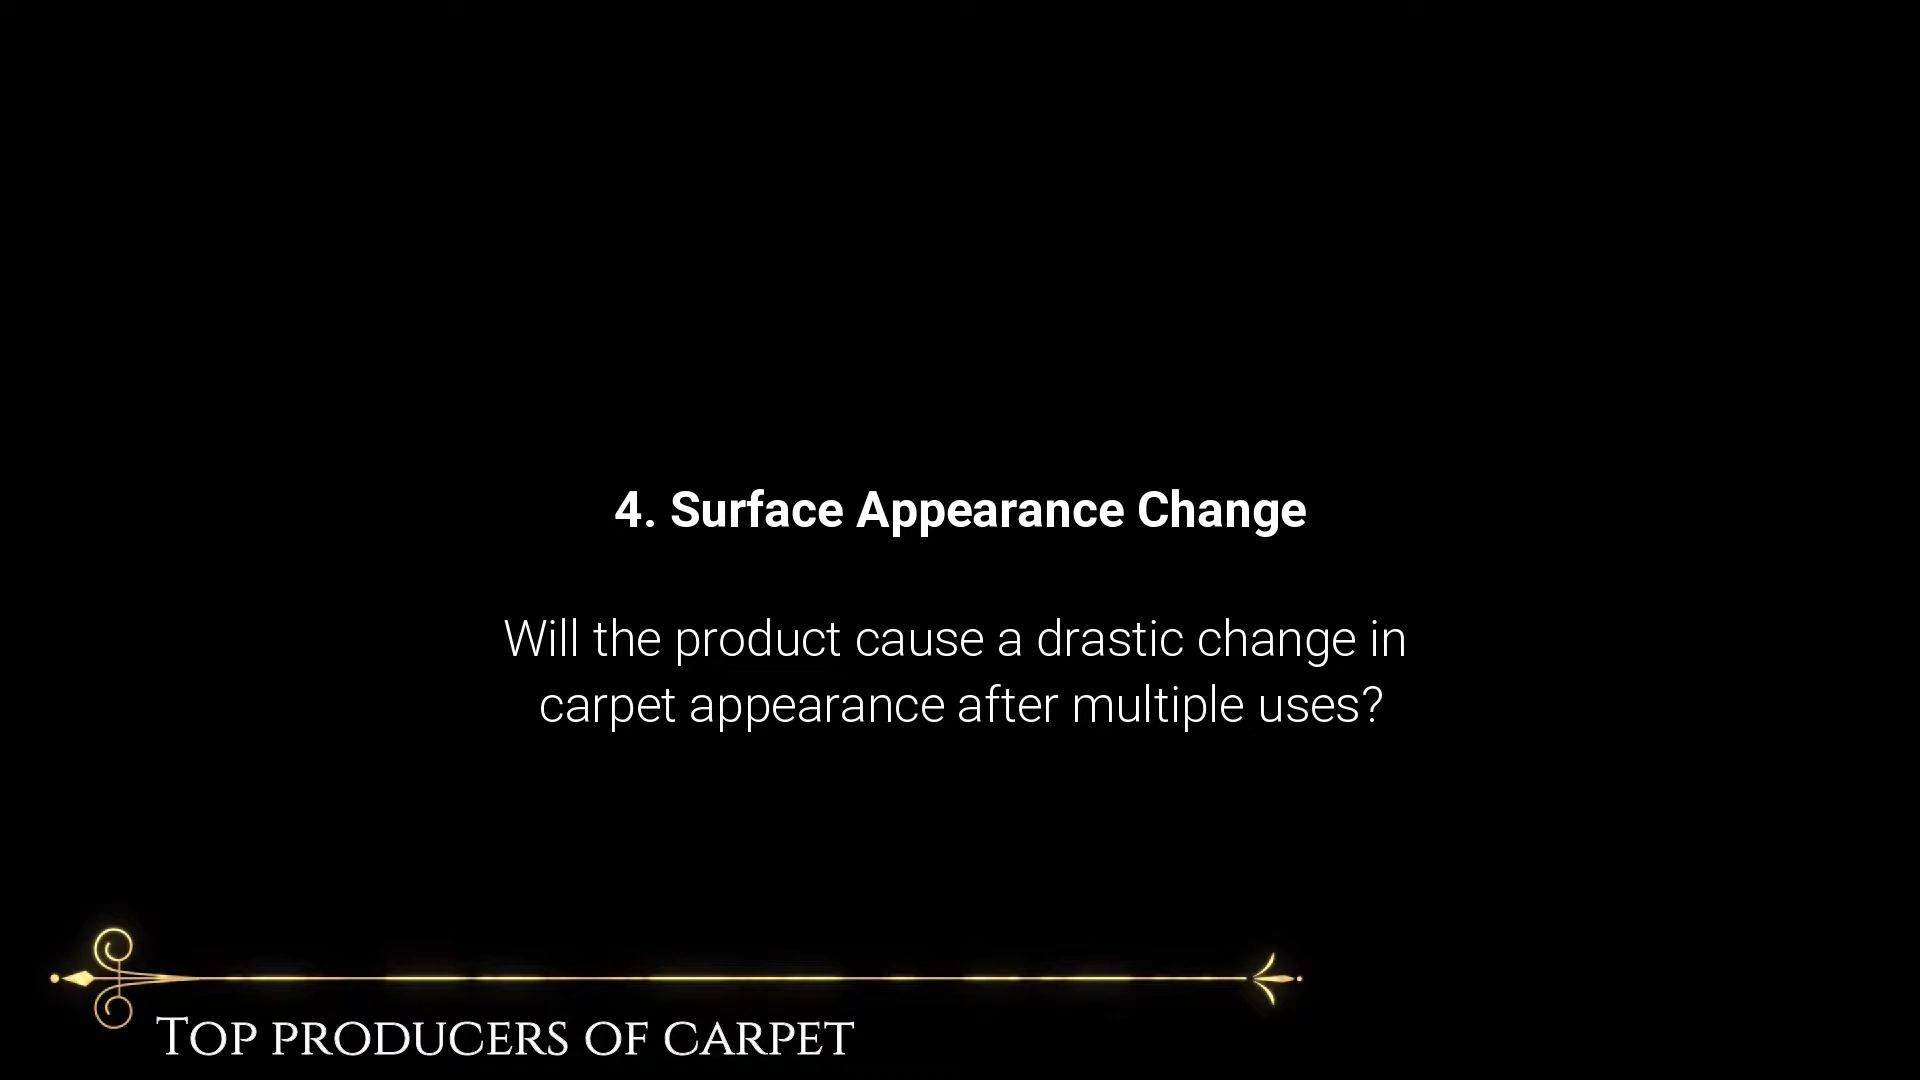 4. Surface Appearance Change
Will the product cause a drastic change in
carpet appearance after multiple uses?
Top producers of carpet